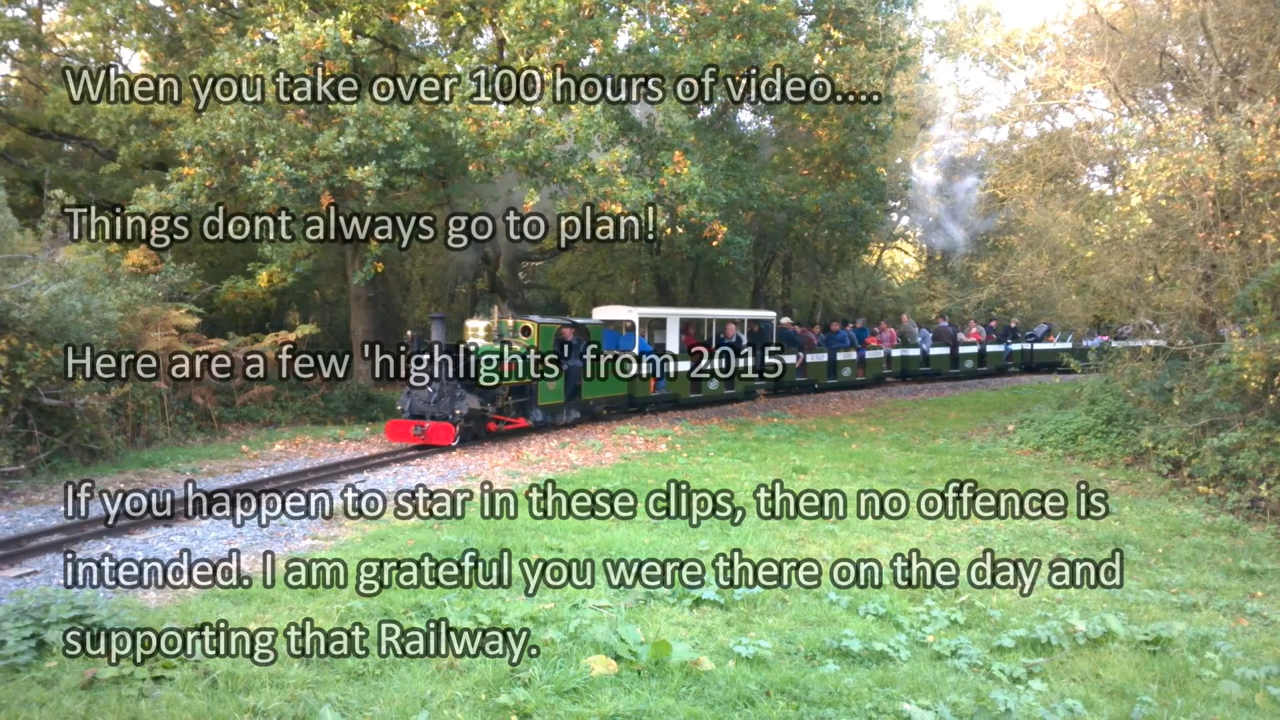 When you take over 100 hours of video....
Things dont always go to plan!
Here are a few 'highlights' from 2015
If you happen to star in these clips, then no offence is
intended. I am grateful you were there on the day and
supporting that Railway.